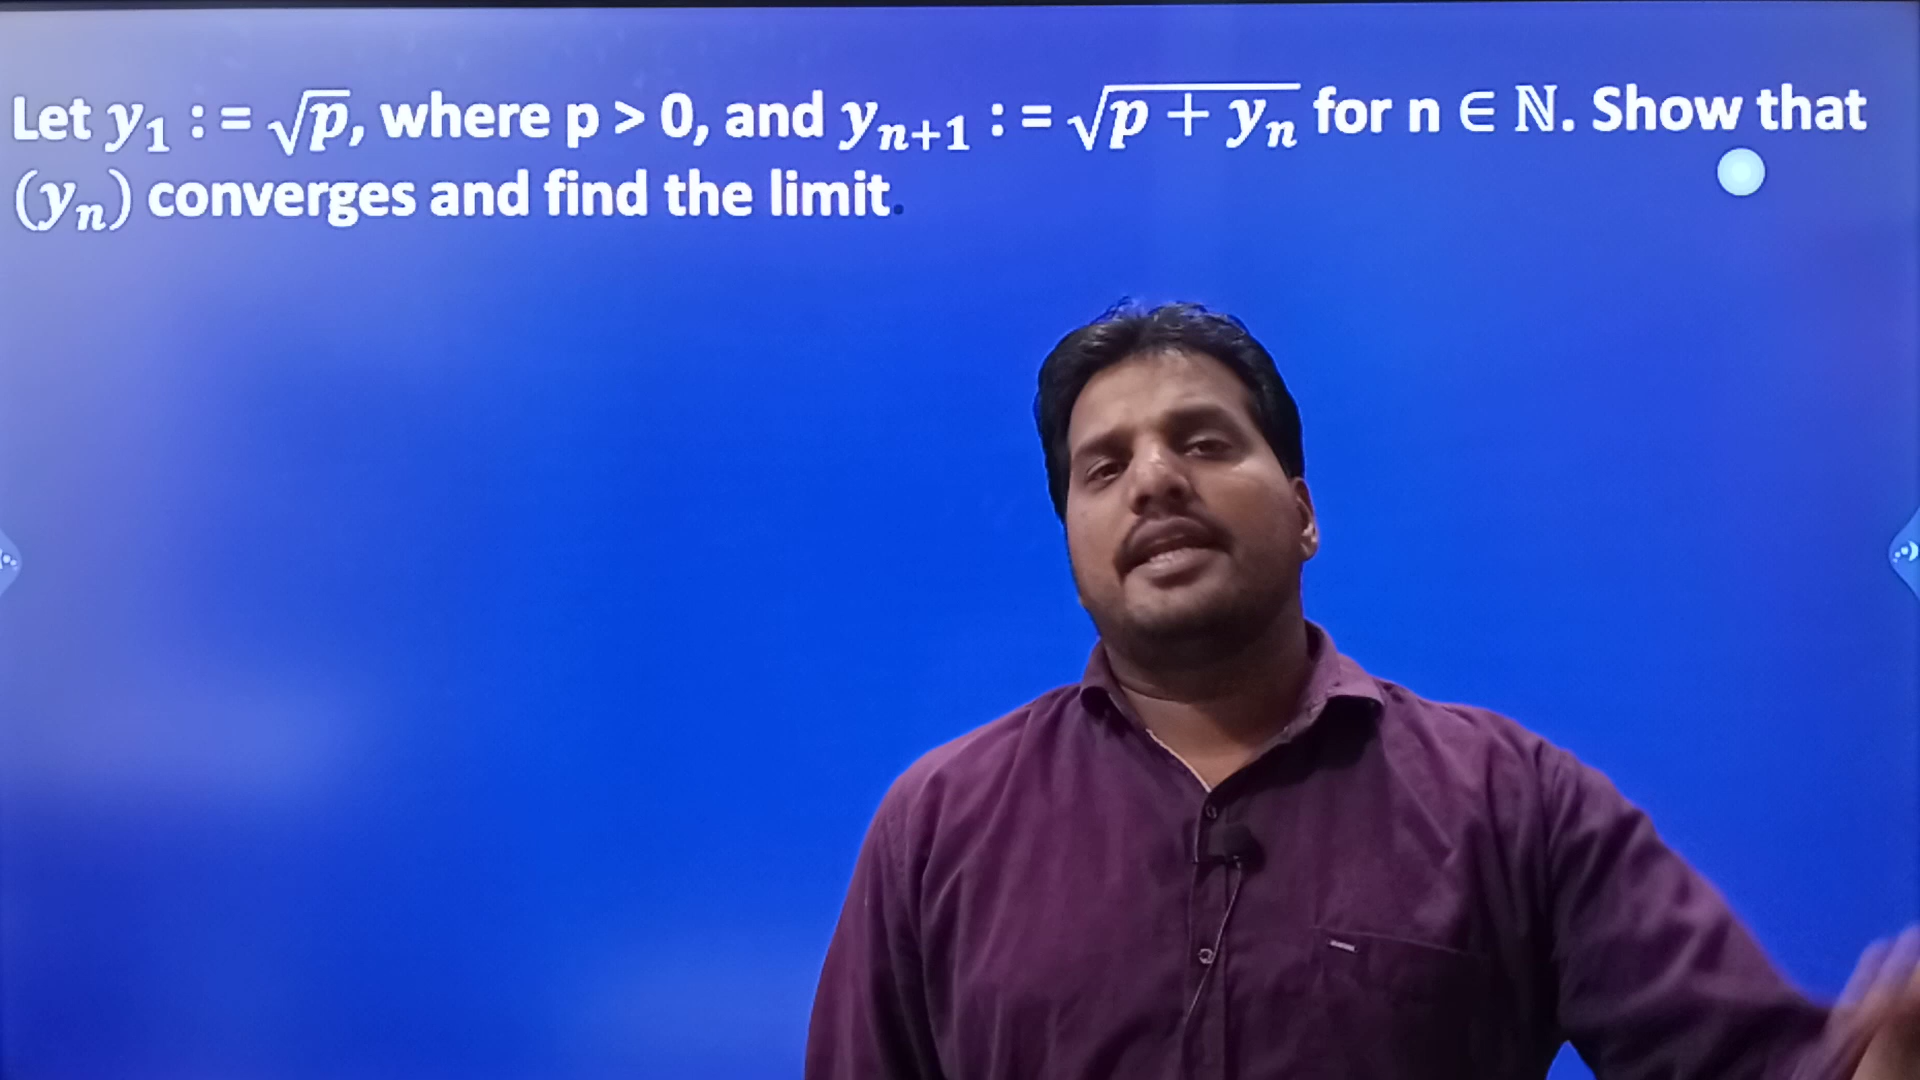 Let y₁ := √p, where p > 0, and yₙ₊₁ := √(p + yₙ) for n ∈ ℕ. Show that
(yₙ) converges and find the limit.